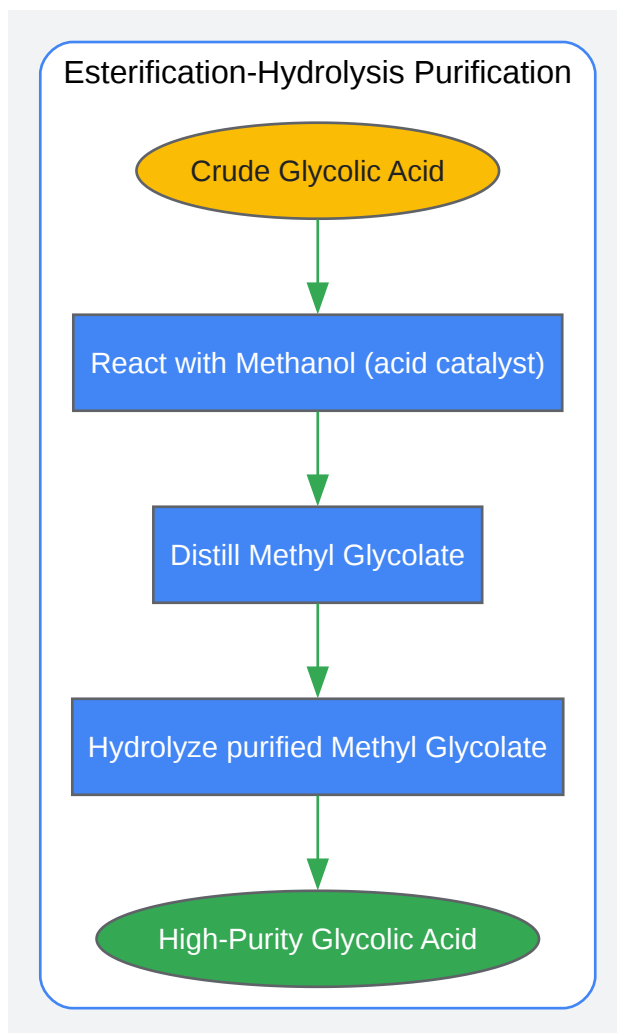 Esterification-Hydrolysis Purification
Crude Glycolic Acid
React with Methanol (acid catalyst)
Distill Methyl Glycolate
Hydrolyze purified Methyl Glycolate
High-Purity Glycolic Acid